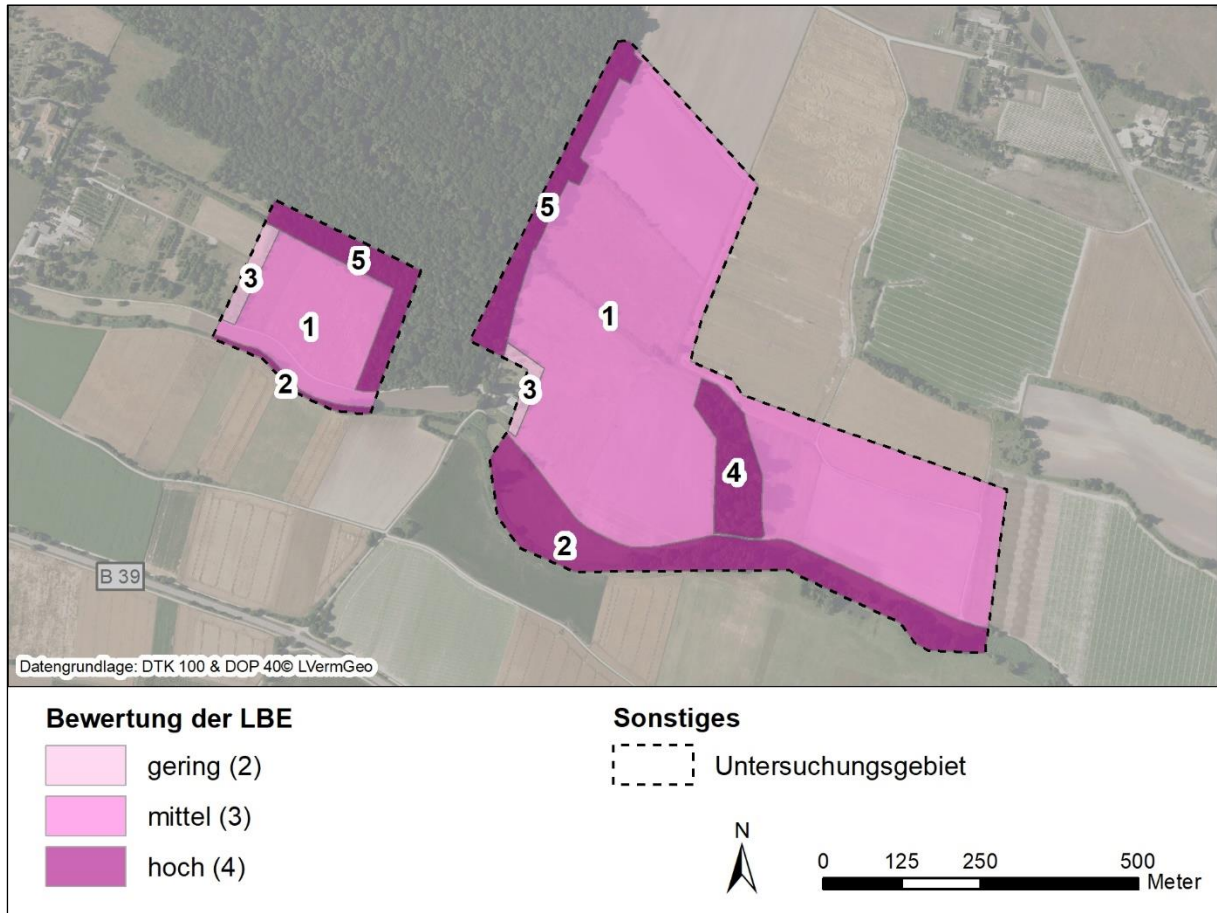 5
5
3
1
1
3
2
4
2
B 39
Datengrundlage: DTK 100 & DOP 40© LVermGeo
Bewertung der LBE
gering (2)
mittel (3)
hoch (4)
Sonstiges
Untersuchungsgebiet
N
0 125 250 500
Meter